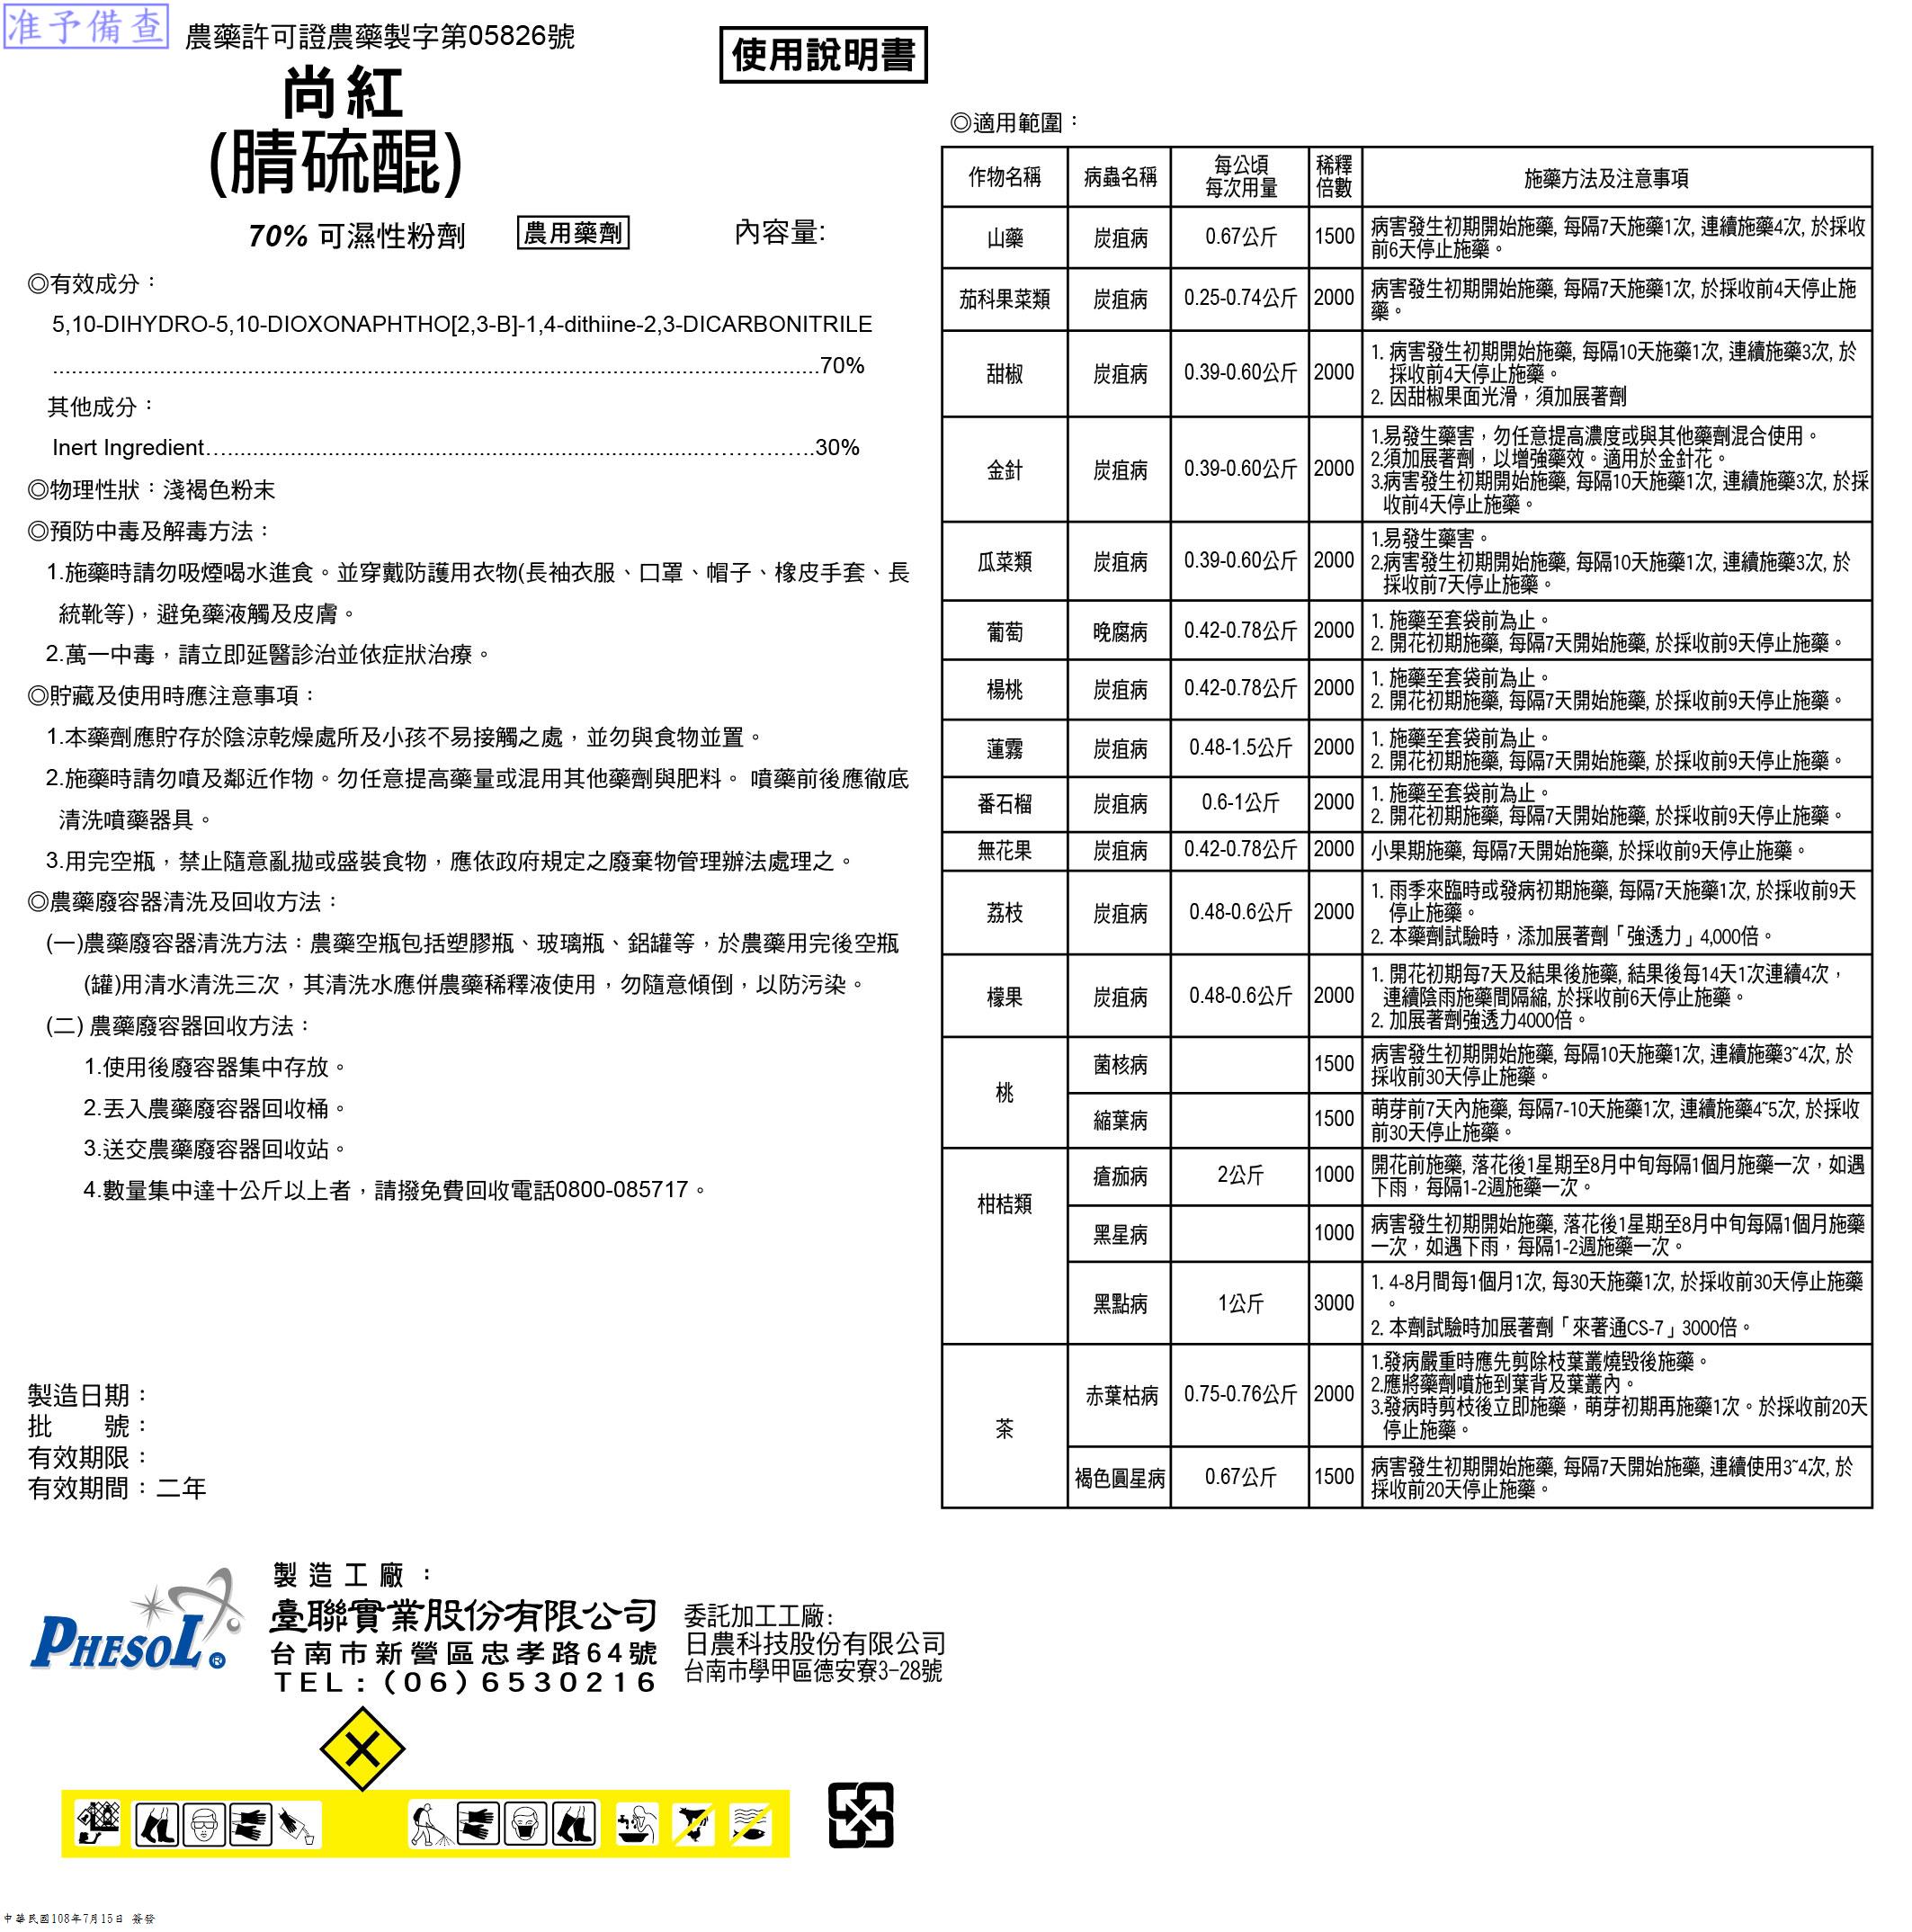 准予備查
農藥許可證農藥製字第05826號
使用說明書
尚紅
(腈硫醌)
70% 可濕性粉劑
農用藥劑
內容量:
◎有效成分：
5,10-DIHYDRO-5,10-DIOXONAPHTHO[2,3-B]-1,4-dithiine-2,3-DICARBONITRILE
........................................................................................................................70%
其他成分：
Inert Ingredient…...........................................................................…………….30%
◎物理性狀：淺褐色粉末
◎預防中毒及解毒方法：
1.施藥時請勿吸煙喝水進食。並穿戴防護用衣物(長袖衣服、口罩、帽子、橡皮手套、長
統靴等)，避免藥液觸及皮膚。
2.萬一中毒，請立即延醫診治並依症狀治療。
◎貯藏及使用時應注意事項：
1.本藥劑應貯存於陰涼乾燥處所及小孩不易接觸之處，並勿與食物並置。
2.施藥時請勿噴及鄰近作物。勿任意提高藥量或混用其他藥劑與肥料。 噴藥前後應徹底
清洗噴藥器具。
3.用完空瓶，禁止隨意亂拋或盛裝食物，應依政府規定之廢棄物管理辦法處理之。
◎農藥廢容器清洗及回收方法：
(一)農藥廢容器清洗方法：農藥空瓶包括塑膠瓶、玻璃瓶、鋁罐等，於農藥用完後空瓶
(罐)用清水清洗三次，其清洗水應併農藥稀釋液使用，勿隨意傾倒，以防污染。
(二) 農藥廢容器回收方法：
1.使用後廢容器集中存放。
2.丟入農藥廢容器回收桶。
3.送交農藥廢容器回收站。
4.數量集中達十公斤以上者，請撥免費回收電話0800-085717。
製造日期：
批　　號：
有效期限：
有效期間：二年
◎適用範圍：
作物名稱 病蟲名稱 每公頃 每次用量 稀釋 倍數 施藥方法及注意事項
山藥 炭疽病 0.67公斤 1500 病害發生初期開始施藥, 每隔7天施藥1次, 連續施藥4次, 於採收
前6天停止施藥。
茄科果菜類 炭疽病 0.25-0.74公斤 2000 病害發生初期開始施藥, 每隔7天施藥1次, 於採收前4天停止施
藥。
甜椒 炭疽病 0.39-0.60公斤 2000 1. 病害發生初期開始施藥, 每隔10天施藥1次, 連續施藥3次, 於
採收前4天停止施藥。
2. 因甜椒果面光滑，須加展著劑
金針 炭疽病 0.39-0.60公斤 2000 1.易發生藥害，勿任意提高濃度或與其他藥劑混合使用。
2.須加展著劑，以增強藥效。適用於金針花。
3.病害發生初期開始施藥, 每隔10天施藥1次, 連續施藥3次, 於採
收前4天停止施藥。
瓜菜類 炭疽病 0.39-0.60公斤 2000 1.易發生藥害。
2.病害發生初期開始施藥, 每隔10天施藥1次, 連續施藥3次, 於
採收前7天停止施藥。
葡萄 晚腐病 0.42-0.78公斤 2000 1. 施藥至套袋前為止。
2. 開花初期施藥, 每隔7天開始施藥, 於採收前9天停止施藥。
楊桃 炭疽病 0.42-0.78公斤 2000 1. 施藥至套袋前為止。
2. 開花初期施藥, 每隔7天開始施藥, 於採收前9天停止施藥。
蓮霧 炭疽病 0.48-1.5公斤 2000 1. 施藥至套袋前為止。
2. 開花初期施藥, 每隔7天開始施藥, 於採收前9天停止施藥。
番石榴 炭疽病 0.6-1公斤 2000 1. 施藥至套袋前為止。
2. 開花初期施藥, 每隔7天開始施藥, 於採收前9天停止施藥。
無花果 炭疽病 0.42-0.78公斤 2000 小果期施藥, 每隔7天開始施藥, 於採收前9天停止施藥。
荔枝 炭疽病 0.48-0.6公斤 2000 1. 雨季來臨時或發病初期施藥, 每隔7天施藥1次, 於採收前9天
停止施藥。
2. 本藥劑試驗時，添加展著劑「強透力」4,000倍。
檬果 炭疽病 0.48-0.6公斤 2000 1. 開花初期每7天及結果後施藥, 結果後每14天1次連續4次，
連續陰雨施藥間隔縮, 於採收前6天停止施藥。
2. 加展著劑強透力4000倍。
桃 菌核病 1500 病害發生初期開始施藥, 每隔10天施藥1次, 連續施藥3~4次, 於
採收前30天停止施藥。
縮葉病 1500 萌芽前7天內施藥, 每隔7-10天施藥1次, 連續施藥4~5次, 於採收
前30天停止施藥。
柑桔類 瘡痂病 2公斤 1000 開花前施藥, 落花後1星期至8月中旬每隔1個月施藥一次，如遇
下雨，每隔1-2週施藥一次。
黑星病 1000 病害發生初期開始施藥, 落花後1星期至8月中旬每隔1個月施藥
一次，如遇下雨，每隔1-2週施藥一次。
黑點病 1公斤 3000 1. 4-8月間每1個月1次, 每30天施藥1次, 於採收前30天停止施藥
。
2. 本劑試驗時加展著劑「來著通CS-7」3000倍。
茶 赤葉枯病 0.75-0.76公斤 2000 1.發病嚴重時應先剪除枝葉叢燒毀後施藥。
2.應將藥劑噴施到葉背及葉叢內。
3.發病時剪枝後立即施藥，萌芽初期再施藥1次。於採收前20天
停止施藥。
褐色圓星病 0.67公斤 1500 病害發生初期開始施藥, 每隔7天開始施藥, 連續使用3~4次, 於
採收前20天停止施藥。
PHESOL ®
製造工廠：
臺聯實業股份有限公司
台南市新營區忠孝路64號
TEL:(06)6530216
委託加工工廠:
日農科技股份有限公司
台南市學甲區德安寮3-28號
中華民國108年7月15日 簽發